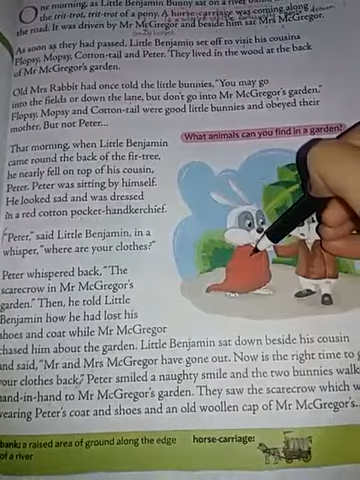 One morning, as Little Benjamin Bunny sat on a river
the trit-trot, trit-trot of a pony. A horse-carriage was coming along
the road. It was driven by Mr McGregor and beside him sat Mrs McGregor.
As soon as they had passed, Little Benjamin set off to visit his cousins
Flopsy, Mopsy, Cotton-tail and Peter. They lived in the wood at the back
of Mr McGregor's garden.
Old Mrs Rabbit had once told the little bunnies, "You may go
into the fields or down the lane, but don't go into Mr McGregor's garden."
Flopsy, Mopsy and Cotton-tail were good little bunnies and obeyed their
mother. But not Peter...
What animals can you find in a garden?
That morning, when Little Benjamin
came round the back of the fir-tree,
he nearly fell on top of his cousin,
Peter. Peter was sitting by himself.
He looked sad and was dressed
in a red cotton pocket-handkerchief.
"Peter," said Little Benjamin, in a
whisper, "where are your clothes?"
Peter whispered back, "The
scarecrow in Mr McGregor's
garden." Then, he told Little
Benjamin how he had lost his
shoes and coat while Mr McGregor
chased him about the garden. Little Benjamin sat down beside his cousin
and said, "Mr and Mrs McGregor have gone out. Now is the right time to
your clothes back." Peter smiled a naughty smile and the two bunnies walk
hand-in-hand to Mr McGregor's garden. They saw the scarecrow which w
wearing Peter's coat and shoes and an old woollen cap of Mr McGregor's...
bank: a raised area of ground along the edge
of a river
horse-carriage: